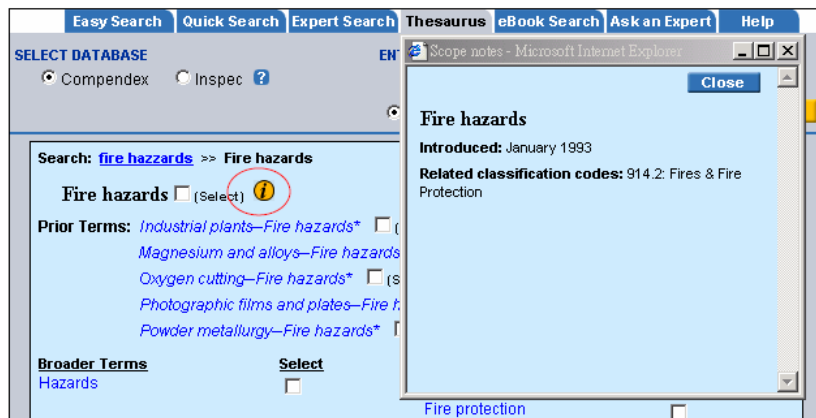 Easy Search Quick Search Expert Search Thesaurus eBook Search Ask an Expert Help
SELECT DATABASE
Compendex Inspec ?
Scope notes - Microsoft Internet Explorer
Close
Fire hazards
Introduced: January 1993
Related classification codes: 914.2: Fires & Fire
Protection
Search: fire hazzards >> Fire hazards
Fire hazards (Select) i
Prior Terms: Industrial plants—Fire hazards* (
Magnesium and alloys—Fire hazards
Oxygen cutting—Fire hazards* (S
Photographic films and plates—Fire h
Powder metallurgy—Fire hazards*
Broader Terms Select
Hazards
Fire protection